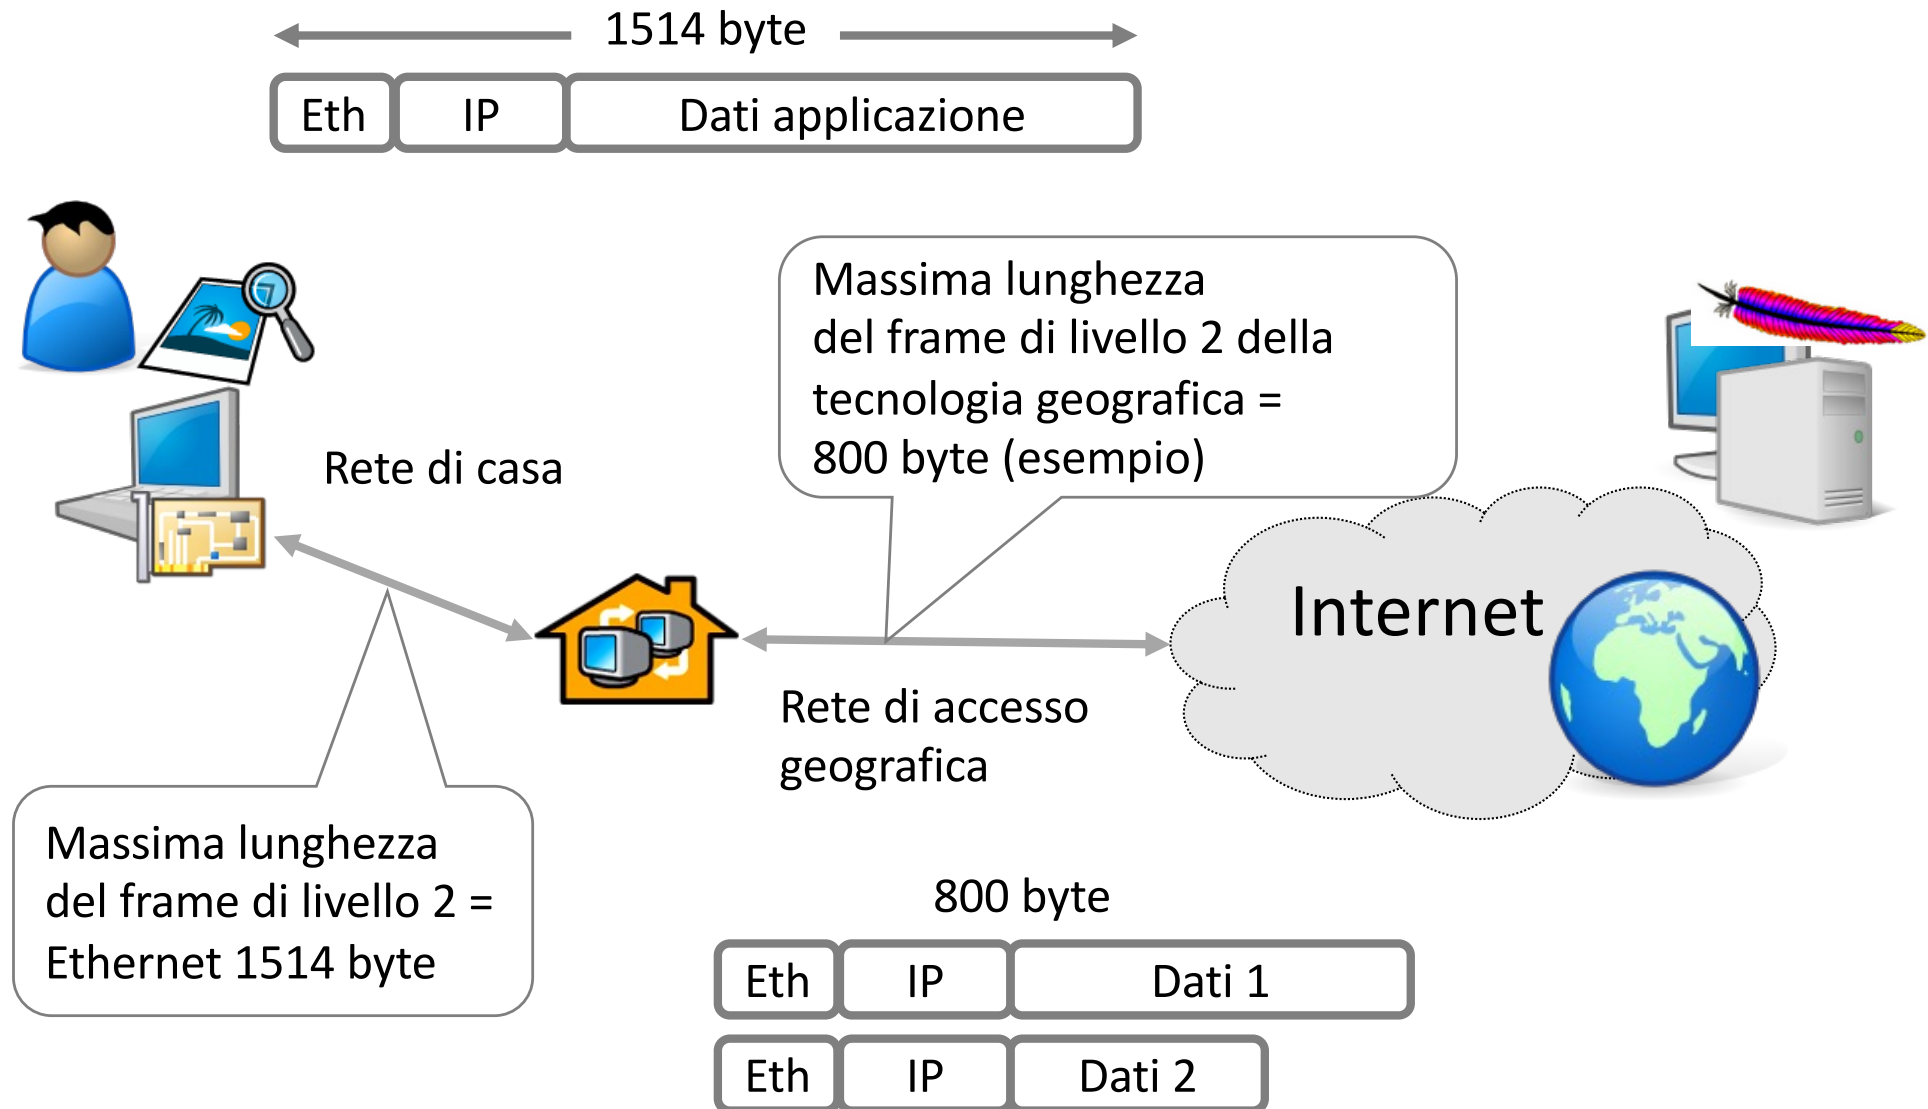 1514 byte
Eth IP Dati applicazione
Massima lunghezza
del frame di livello 2 della
tecnologia geografica =
800 byte (esempio)
Rete di casa
Internet
Rete di accesso
geografica
Massima lunghezza
del frame di livello 2 =
Ethernet 1514 byte
800 byte
Eth IP Dati 1
Eth IP Dati 2